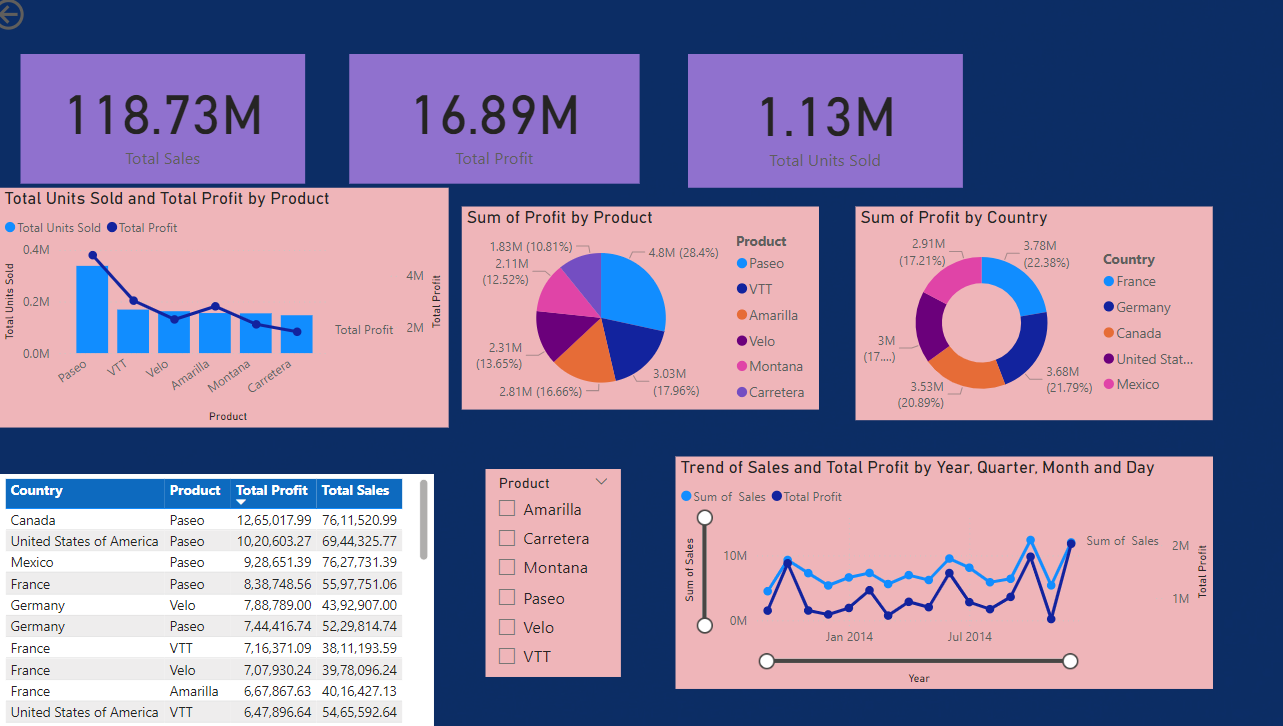 118.73M
Total Sales
16.89M
Total Profit
1.13M
Total Units Sold
Total Units Sold and Total Profit by Product
Total Units Sold Total Profit
Total Units Sold
0.4M
0.2M
0.0M
Paseo
VTT
Velo
Amarilla
Montana
Carretera
Product
Total Profit
4M
2M
Total Profit
Sum of Profit by Product
1.83M (10.81%)
2.11M
(12.52%)
2.31M
(13.65%)
2.81M (16.66%)
3.03M
(17.96%)
4.8M (28.4%)
Product
Paseo
VTT
Amarilla
Velo
Montana
Carretera
Sum of Profit by Country
2.91M
(17.21%)
3M
(17....)
3.53M
(20.89%)
3.68M
(21.79%)
3.78M
(22.38%)
Country
France
Germany
Canada
United Stat...
Mexico
Country Product Total Profit Total Sales
Canada Paseo 12,65,017.99 76,11,520.99
United States of America Paseo 10,20,603.27 69,44,325.77
Mexico Paseo 9,28,651.39 76,27,731.39
France Paseo 8,38,748.56 55,97,751.06
Germany Velo 7,88,789.00 43,92,907.00
Germany Paseo 7,44,416.74 52,29,814.74
France VTT 7,16,371.09 38,11,193.59
France Velo 7,07,930.24 39,78,096.24
France Amarilla 6,67,867.63 40,16,427.13
United States of America VTT 6,47,896.64 54,65,592.64
Product
Amarilla
Carretera
Montana
Paseo
Velo
VTT
Trend of Sales and Total Profit by Year, Quarter, Month and Day
Sum of Sales Total Profit
Sum of Sales
10M
0M
Jan 2014
Jul 2014
Year
Sum of Sales
2M
1M
Total Profit